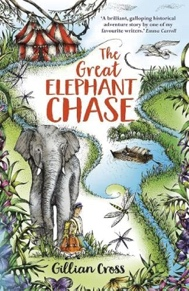 'A brilliant, galloping historical
adventure story by one of my
favourite writers.' Emma Carroll
The
Great
ELEPHANT
CHASE
Gillian Cross